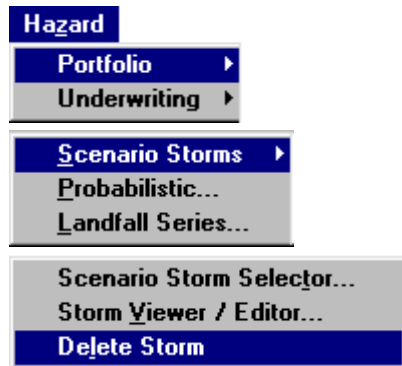 Hazard
Portfolio
Underwriting
Scenario Storms
Probabilistic...
Landfall Series...
Scenario Storm Selector...
Storm Viewer / Editor...
Delete Storm